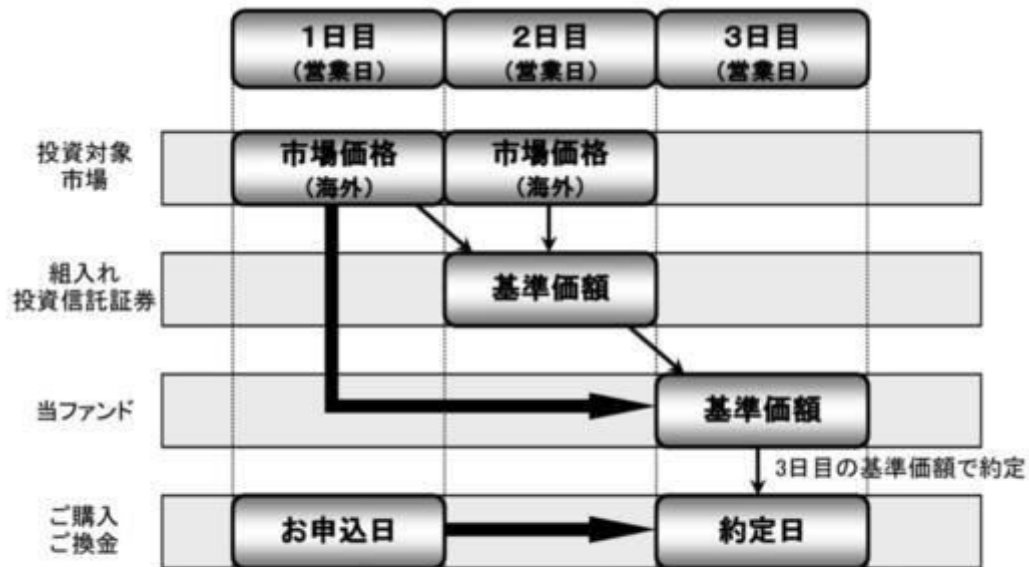 1日目
(営業日)
2日目
(営業日)
3日目
(営業日)
投資対象
市場
市場価格
(海外)
市場価格
(海外)
組入れ
投資信託証券
基準価額
当ファンド
基準価額
3日目の基準価額で約定
ご購入
ご換金
お申込日
約定日